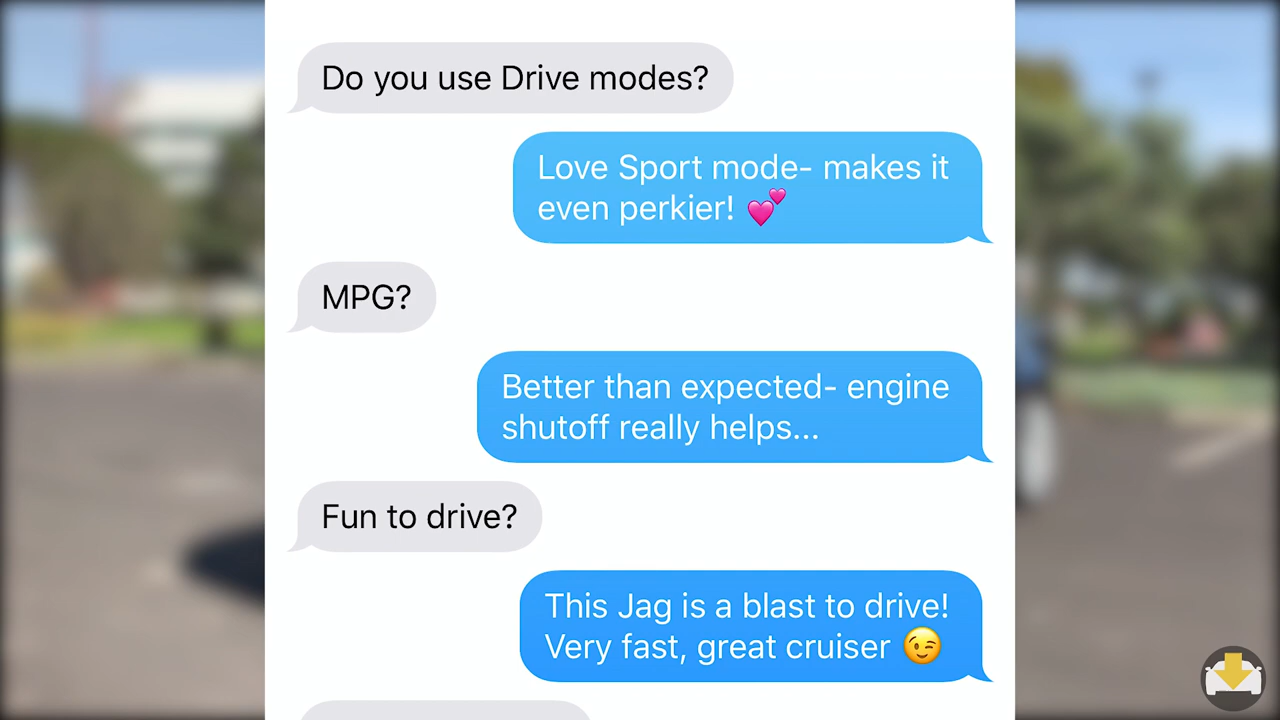 Do you use Drive modes?
Love Sport mode- makes it
even perkier! 💕
MPG?
Better than expected- engine
shutoff really helps...
Fun to drive?
This Jag is a blast to drive!
Very fast, great cruiser 😉